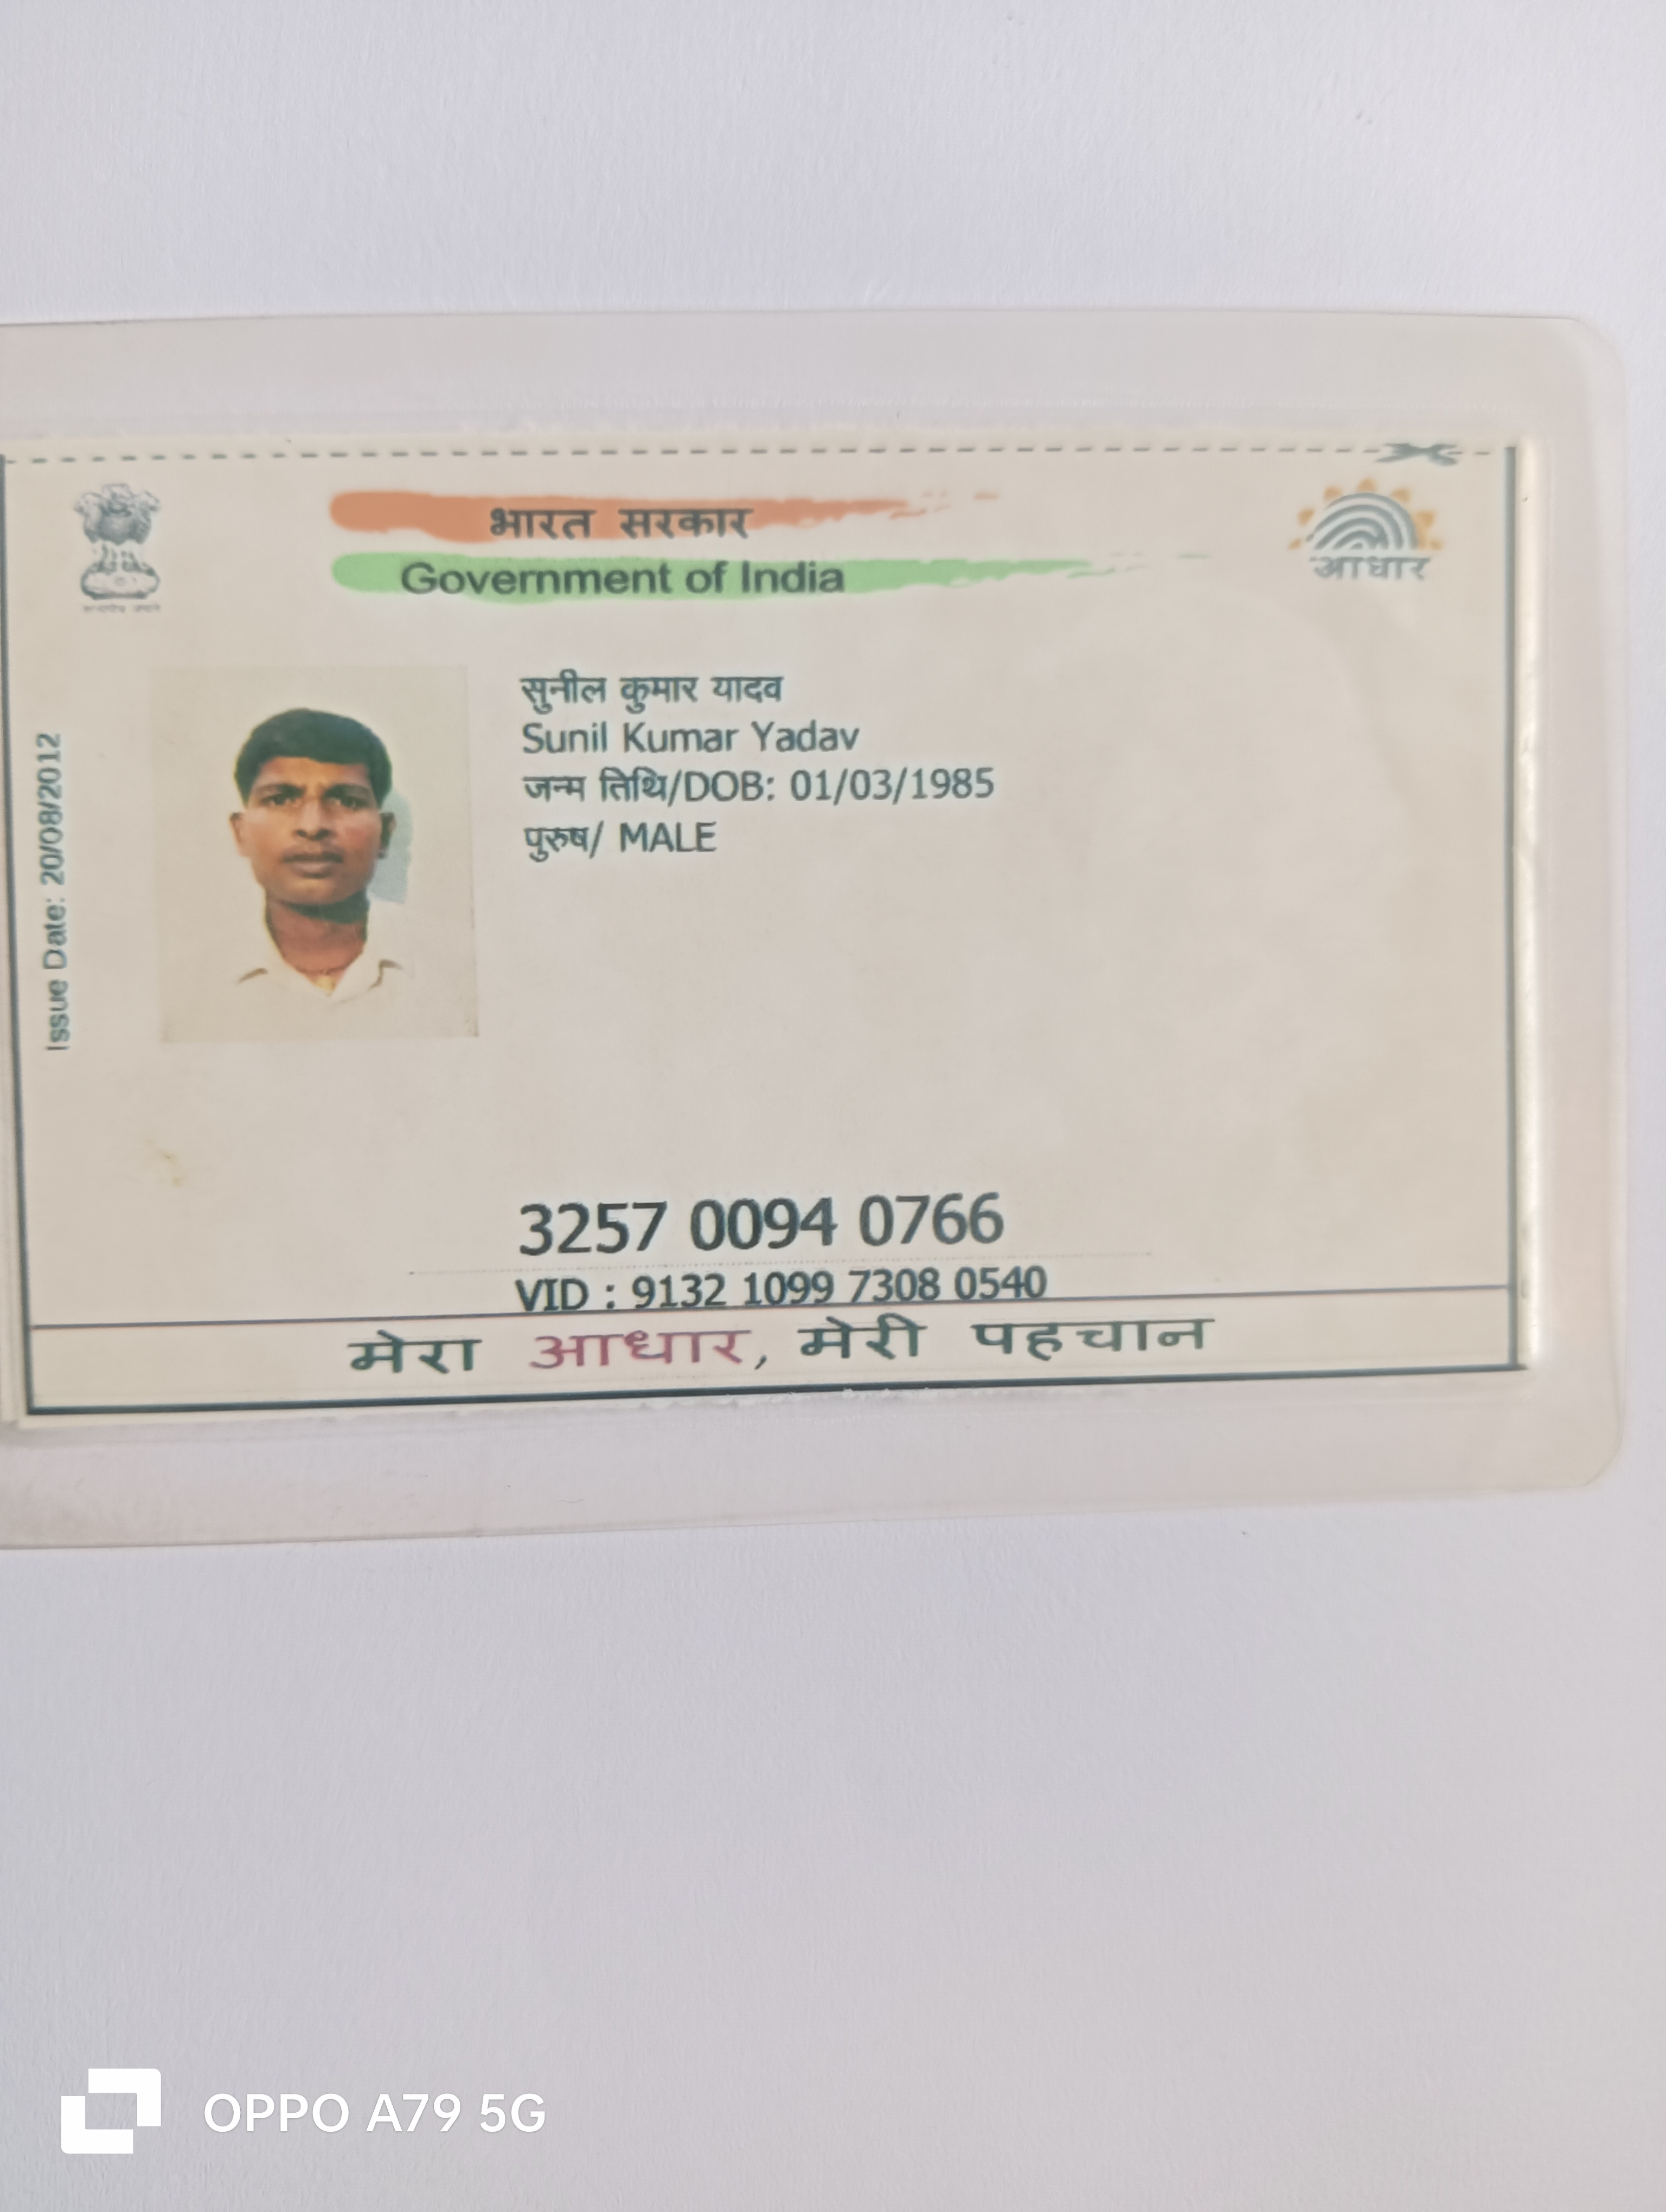 भारत सरकार
Government of India
आधार
सुनील कुमार यादव
Sunil Kumar Yadav
जन्म तिथि/DOB: 01/03/1985
पुरुष/ MALE
Issue Date: 20/08/2012
3257 0094 0766
VID : 9132 1099 7308 0540
मेरा आधार, मेरी पहचान
OPPO A79 5G